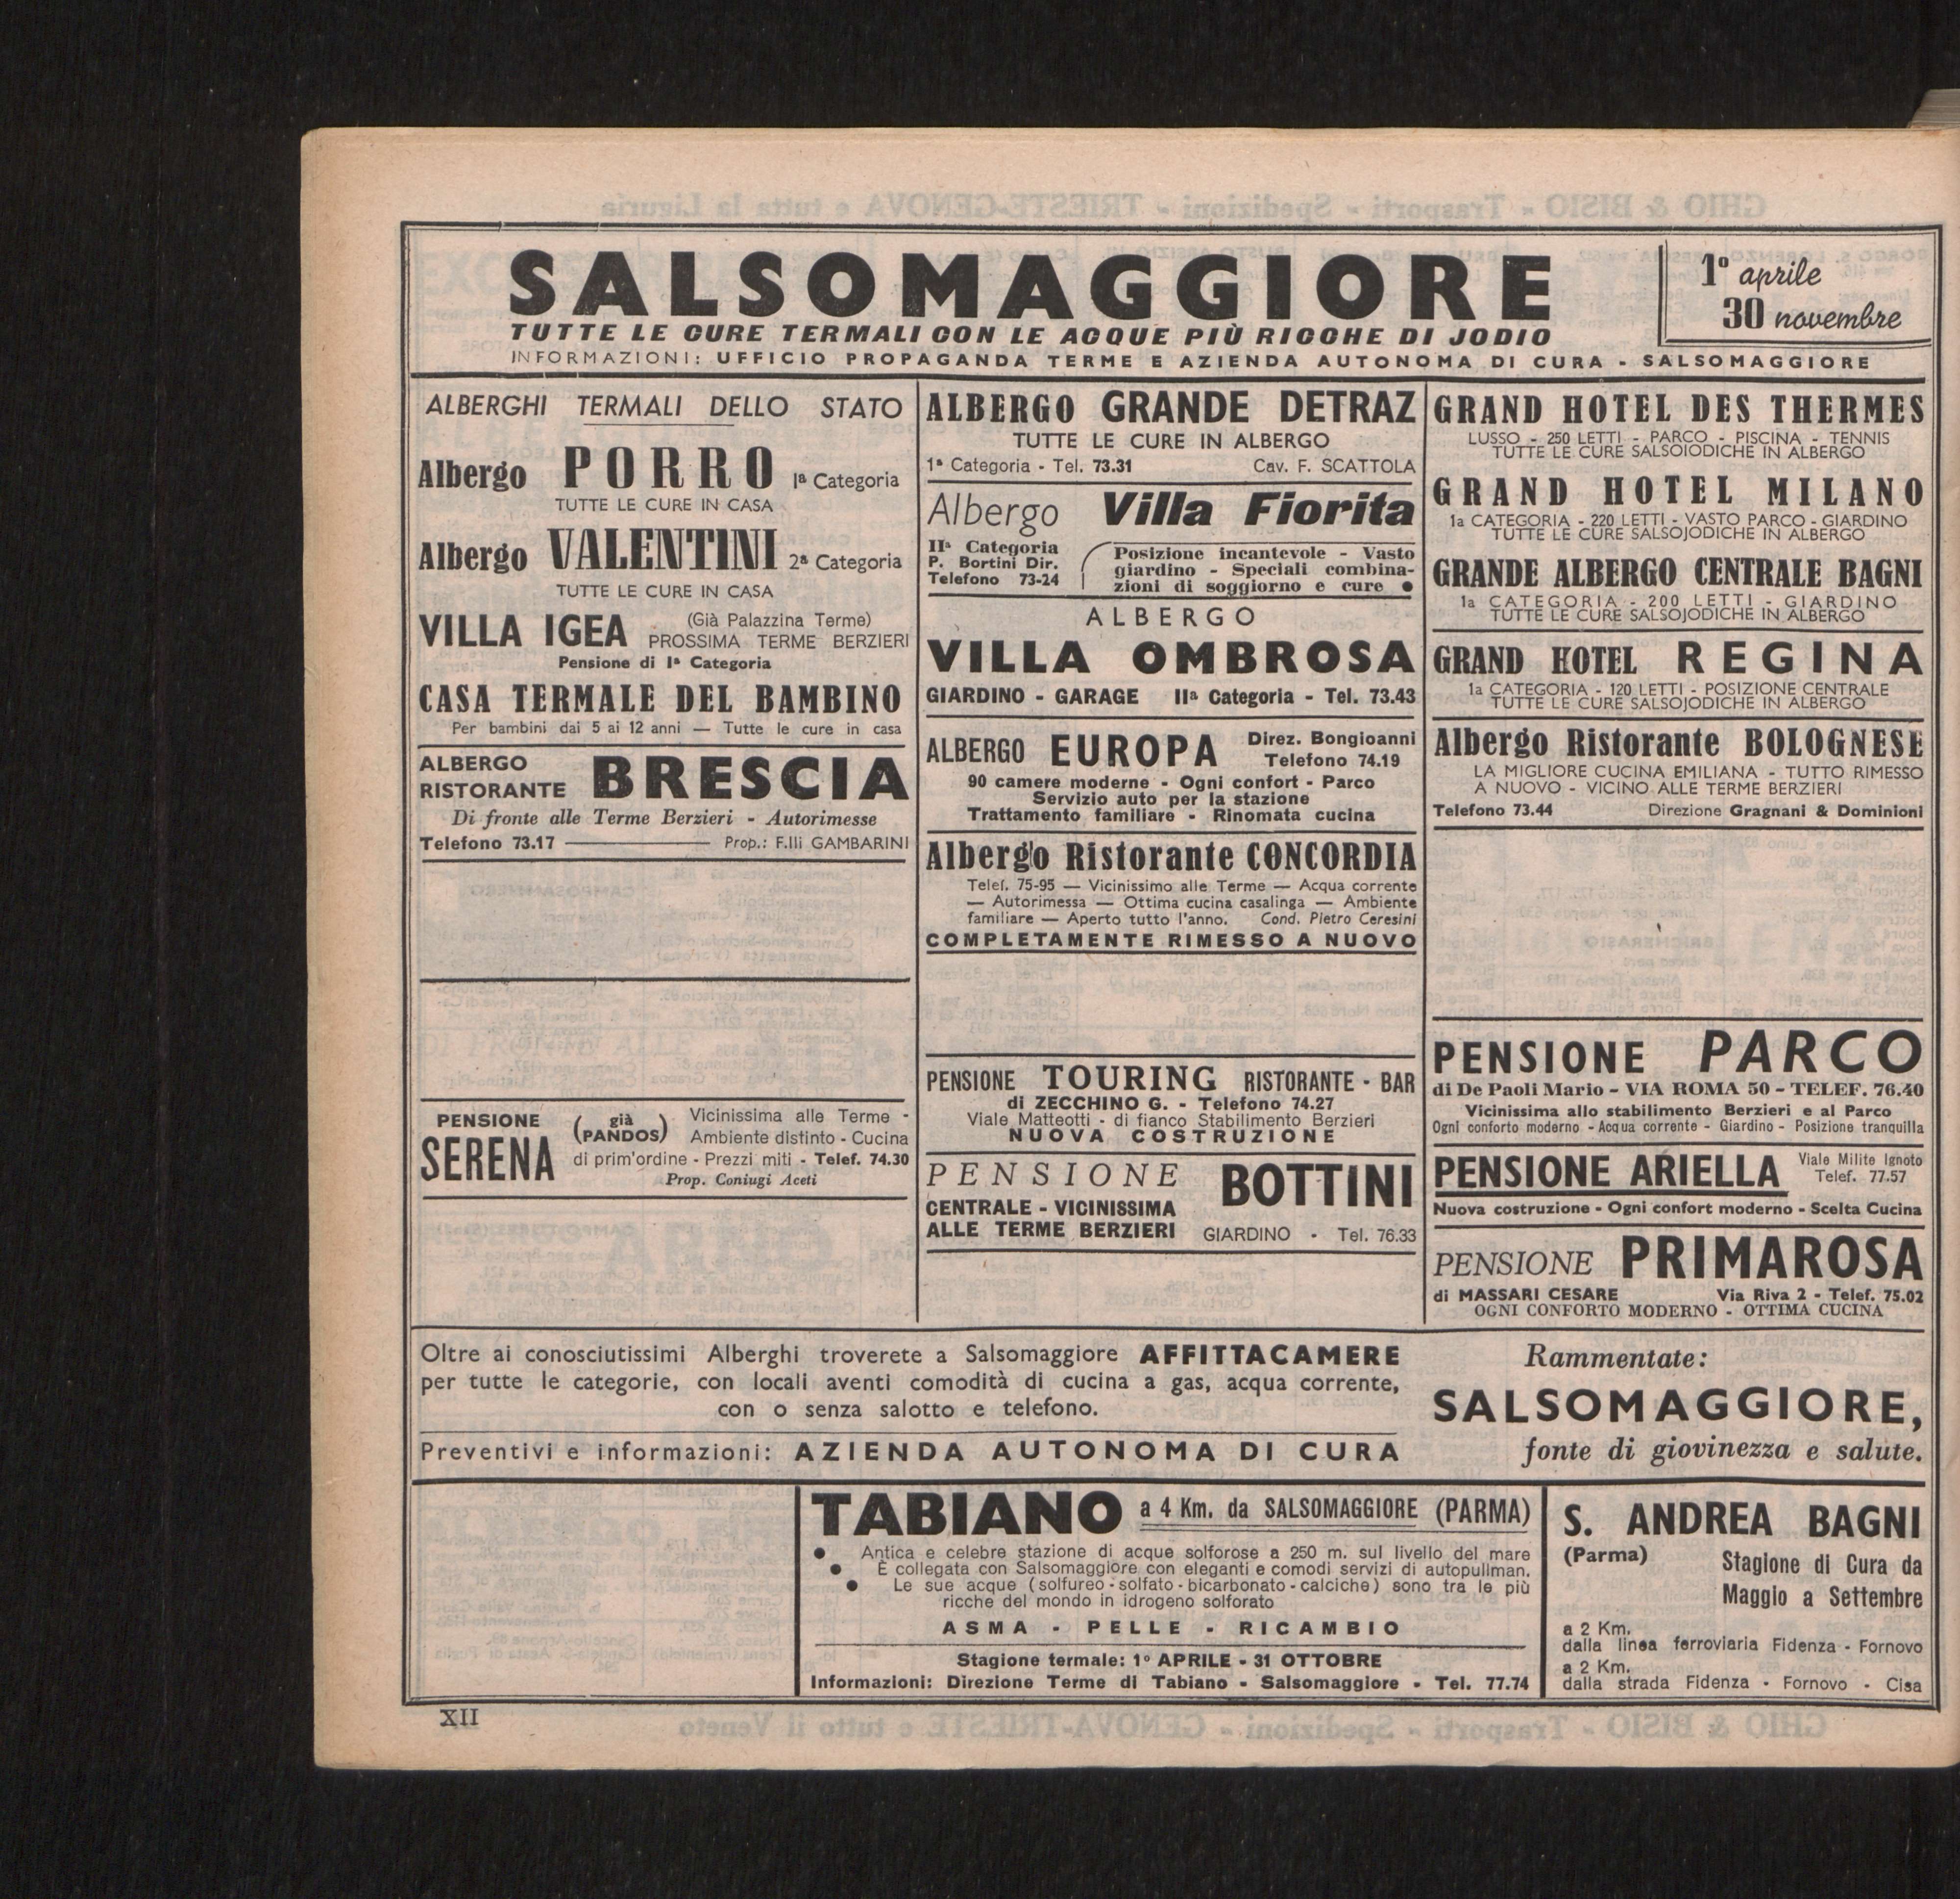 SALSOMAGGIORE
TUTTE LE CURE TERMALI CON LE ACQUE PIÙ RICCHE DI JODIO
1º aprile
30 novembre
INFORMAZIONI: UFFICIO PROPAGANDA TERME E AZIENDA AUTONOMA DI CURA - SALSOMAGGIORE
ALBERGHI TERMALI DELLO STATO
Albergo PORRO Iª Categoria
TUTTE LE CURE IN CASA
Albergo VALENTINI 2ª Categoria
TUTTE LE CURE IN CASA
VILLA IGEA (Già Palazzina Terme)
PROSSIMA TERME BERZIERI
Pensione di Iª Categoria
CASA TERMALE DEL BAMBINO
Per bambini dai 5 ai 12 anni — Tutte le cure in casa
ALBERGO
RISTORANTE BRESCIA
Di fronte alle Terme Berzieri - Autorimesse
Telefono 73.17 — Prop.: F.lli GAMBARINI
PENSIONE
SERENA
(già
PANDOS)
Vicinissima alle Terme -
Ambiente distinto - Cucina
di prim'ordine - Prezzi miti - Telef. 74.30
Prop. Coniugi Aceti
ALBERGO GRANDE DETRAZ
TUTTE LE CURE IN ALBERGO
1ª Categoria - Tel. 73.31 Cav. F. SCATTOLA
Albergo Villa Fiorita
IIª Categoria
P. Bortini Dir.
Telefono 73-24
Posizione incantevole - Vasto
giardino - Speciali combina-
zioni di soggiorno e cure ●
ALBERGO
VILLA OMBROSA
GIARDINO - GARAGE IIª Categoria - Tel. 73.43
ALBERGO EUROPA Direz. Bongioanni
Telefono 74.19
90 camere moderne - Ogni confort - Parco
Servizio auto per la stazione
Trattamento familiare - Rinomata cucina
Albergo Ristorante CONCORDIA
Telef. 75-95 — Vicinissimo alle Terme — Acqua corrente
— Autorimessa — Ottima cucina casalinga — Ambiente
familiare — Aperto tutto l'anno. Cond. Pietro Ceresini
COMPLETAMENTE RIMESSO A NUOVO
PENSIONE TOURING RISTORANTE - BAR
di ZECCHINO G. - Telefono 74.27
Viale Matteotti - di fianco Stabilimento Berzieri
NUOVA COSTRUZIONE
PENSIONE BOTTINI
CENTRALE - VICINISSIMA
ALLE TERME BERZIERI GIARDINO - Tel. 76.33
GRAND HOTEL DES THERMES
LUSSO - 250 LETTI - PARCO - PISCINA - TENNIS
TUTTE LE CURE SALSOIODICHE IN ALBERGO
GRAND HOTEL MILANO
1a CATEGORIA - 220 LETTI - VASTO PARCO - GIARDINO
TUTTE LE CURE SALSOJODICHE IN ALBERGO
GRANDE ALBERGO CENTRALE BAGNI
1a CATEGORIA - 200 LETTI - GIARDINO
TUTTE LE CURE SALSOJODICHE IN ALBERGO
GRAND HOTEL REGINA
1a CATEGORIA - 120 LETTI - POSIZIONE CENTRALE
TUTTE LE CURE SALSOJODICHE IN ALBERGO
Albergo Ristorante BOLOGNESE
LA MIGLIORE CUCINA EMILIANA - TUTTO RIMESSO
A NUOVO - VICINO ALLE TERME BERZIERI
Telefono 73.44 Direzione Gragnani & Dominioni
PENSIONE PARCO
di De Paoli Mario - VIA ROMA 50 - TELEF. 76.40
Vicinissima allo stabilimento Berzieri e al Parco
Ogni conforto moderno - Acqua corrente - Giardino - Posizione tranquilla
PENSIONE ARIELLA Viale Milite Ignoto
Telef. 77.57
Nuova costruzione - Ogni confort moderno - Scelta Cucina
PENSIONE PRIMAROSA
di MASSARI CESARE Via Riva 2 - Telef. 75.02
OGNI CONFORTO MODERNO - OTTIMA CUCINA
Oltre ai conosciutissimi Alberghi troverete a Salsomaggiore AFFITTACAMERE
per tutte le categorie, con locali aventi comodità di cucina a gas, acqua corrente,
con o senza salotto e telefono.
Preventivi e informazioni: AZIENDA AUTONOMA DI CURA
Rammentate:
SALSOMAGGIORE,
fonte di giovinezza e salute.
TABIANO a 4 Km. da SALSOMAGGIORE (PARMA)
● Antica e celebre stazione di acque solforose a 250 m. sul livello del mare
● È collegata con Salsomaggiore con eleganti e comodi servizi di autopullman.
● Le sue acque (solfureo - solfato - bicarbonato - calciche) sono tra le più
ricche del mondo in idrogeno solforato
ASMA - PELLE - RICAMBIO
Stagione termale: 1º APRILE - 31 OTTOBRE
Informazioni: Direzione Terme di Tabiano - Salsomaggiore - Tel. 77.74
S. ANDREA BAGNI
(Parma) Stagione di Cura da
Maggio a Settembre
a 2 Km.
dalla linea ferroviaria Fidenza - Fornovo
a 2 Km.
dalla strada Fidenza - Fornovo - Cisa
XII